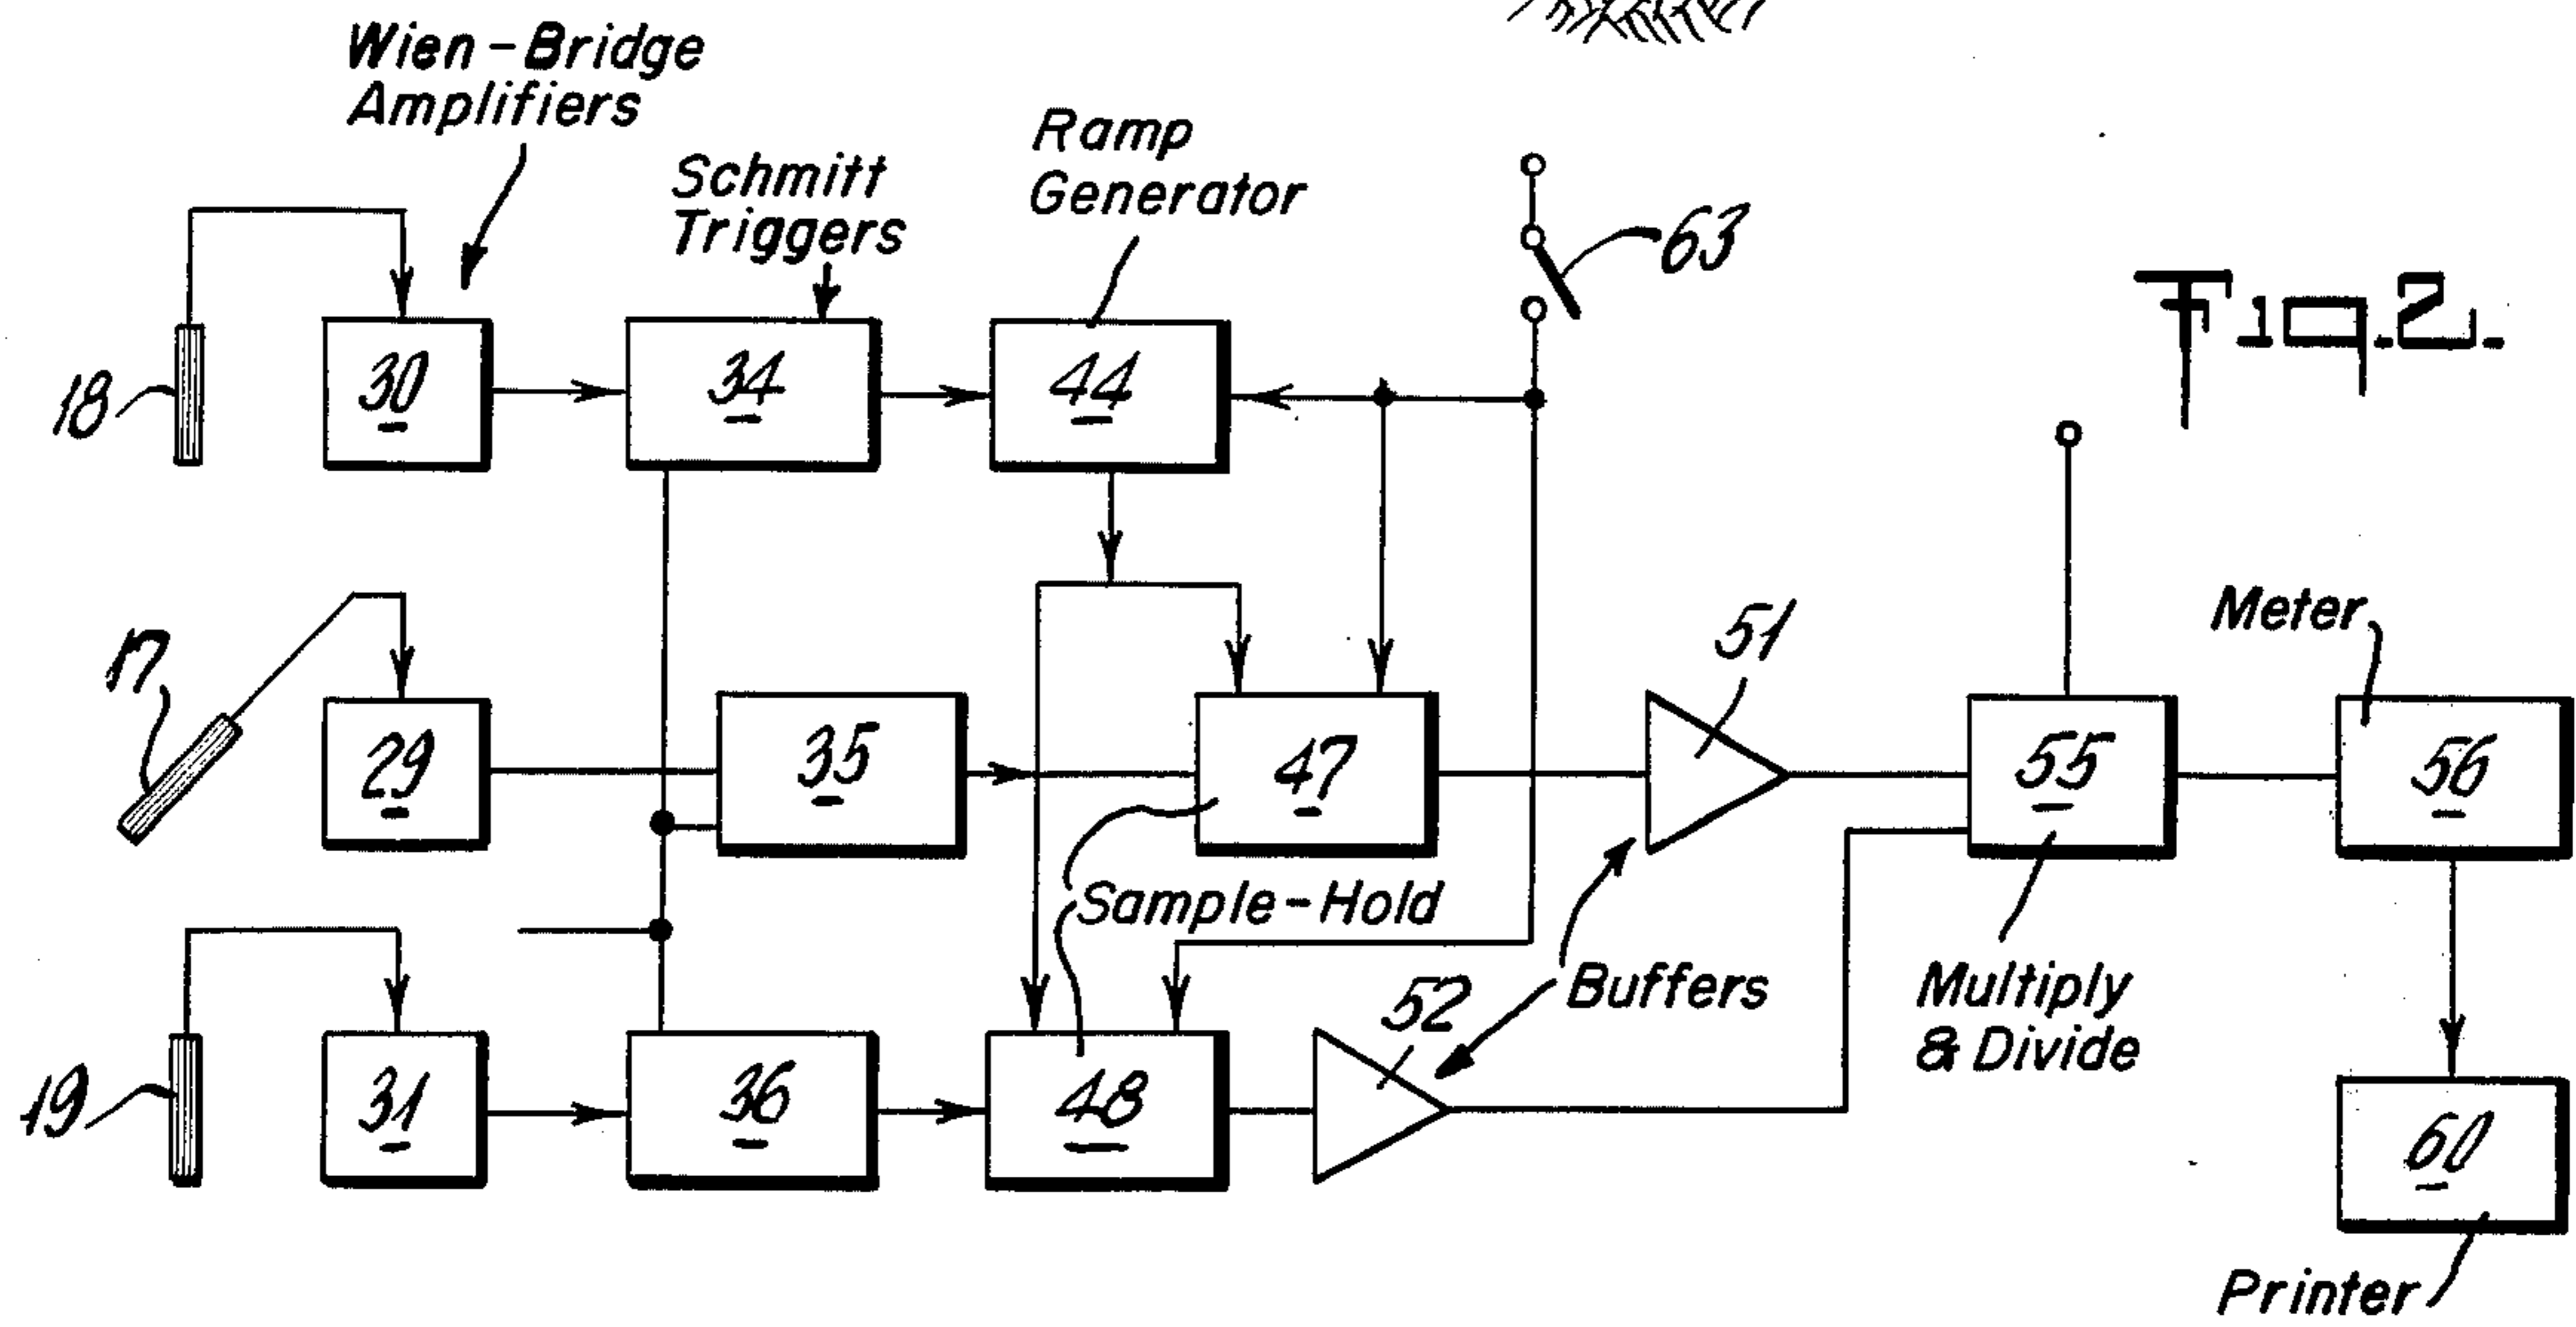 Wien-Bridge
Amplifiers
Schmitt
Triggers
Ramp
Generator
63
Fig. 2.
18
30
34
44
17
29
35
47
51
55
Meter
56
Sample-Hold
Buffers
Multiply
& Divide
19
31
36
48
52
60
Printer